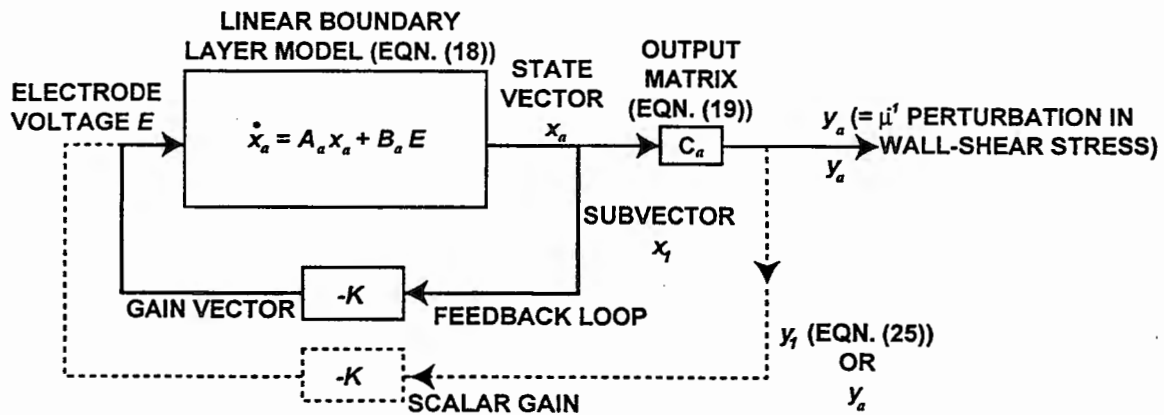 LINEAR BOUNDARY
LAYER MODEL (EQN. (18))
ELECTRODE
VOLTAGE E
ẋₐ = Aₐ xₐ + Bₐ E
STATE
VECTOR
xₐ
OUTPUT
MATRIX
(EQN. (19))
Cₐ
yₐ (= μ⁻¹ PERTURBATION IN
WALL-SHEAR STRESS)
yₐ
SUBVECTOR
x₁
-K
GAIN VECTOR
FEEDBACK LOOP
y₁ (EQN. (25))
OR
yₐ
-K
SCALAR GAIN